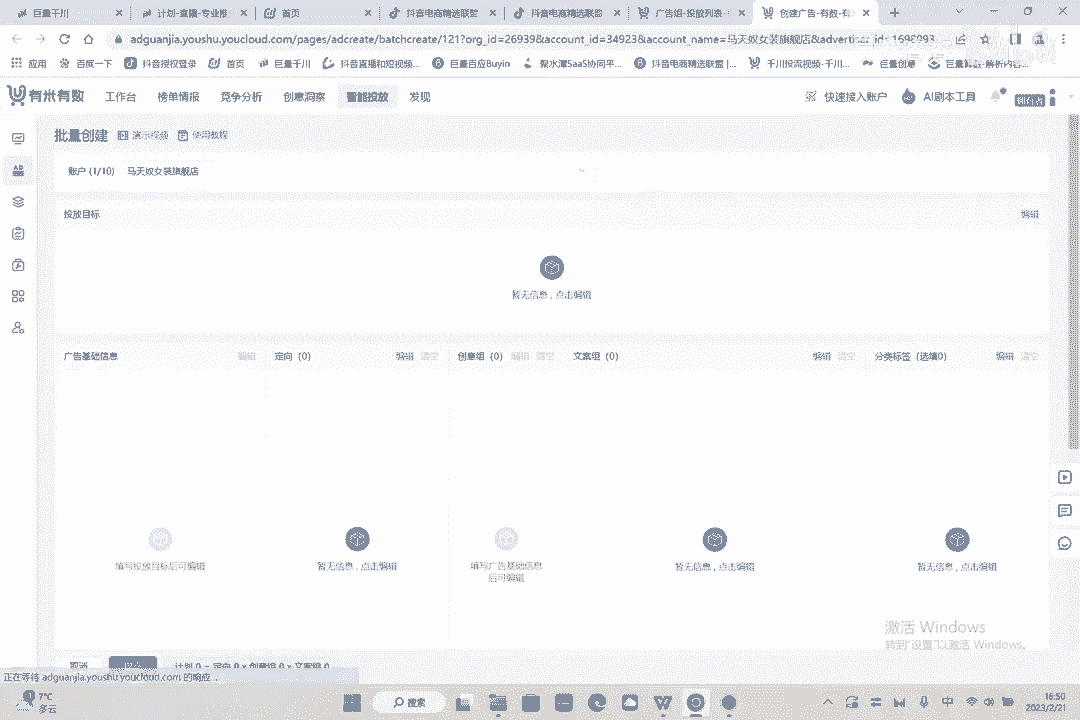 巨量千川
计划-直播-专业推
首页
抖音电商精选联盟
抖音电商精选联盟
广告组-投放列表-
创建广告-有数-有
adguanjia.youshu.youcloud.com/pages/adcreate/batchcreate/121?org_id=26939&account_id=34923&account_name=马天奴女装旗舰店&advertiser_id=1698093
应用 百度一下 抖音授权登录 首页 巨量千川 抖音直播和短视频... 巨量百应Buyin 聚水潭SaaS协同平... 抖音电商精选联盟 |... 千川投流视频-千川... 巨量创意 巨量算数-解析内容...
有米有数 工作台 榜单情报 竞争分析 创意洞察 智能投放 发现 快速接入账户 AI剧本工具 拥有者
批量创建 演示视频 使用教程
账户 (1/10) 马天奴女装旗舰店
投放目标 编辑
暂无信息，点击编辑
广告基础信息 编辑 定向（0） 编辑 清空 创意组（0） 编辑 清空 文案组（0） 编辑 清空 分类标签（选填0） 编辑 清空
填写投放目标后可编辑 暂无信息，点击编辑 填写广告基础信息 暂无信息，点击编辑 暂无信息，点击编辑
后可编辑
激活 Windows
转到"设置"以激活 Windows。
取消 计划 0 = 定向 0 x 创意组 0 x 文案组 0
正在等待 adguanjia.youshu.youcloud.com 的响应...
7°C
多云
搜索
中
16:50
2023/2/21